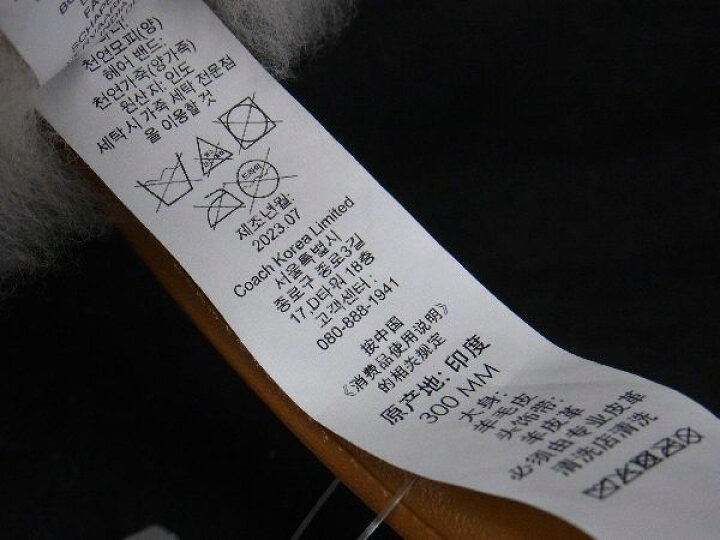 천연모피(양)
헤어 밴드:
천연가죽(양가죽)
원산지: 인도
세탁시 가죽 세탁 전문점
을 이용할 것
드라이
제조년월:
2023.07
Coach Korea Limited
서울특별시
종로구 종로3길
17,D타워 18층
고객센터 :
080-888-1941
按中国
《消费品使用说明》
的相关规定
原产地: 印度
300 MM
大身:
羊毛皮
头饰带:
羊皮革
必须由专业皮革
清洗店清洗